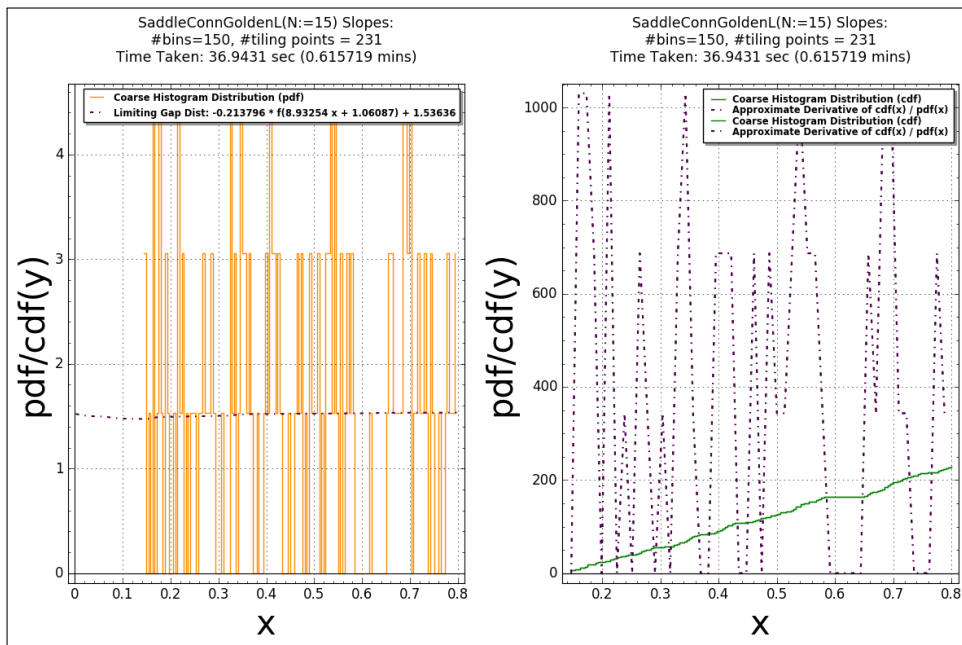 SaddleConnGoldenL(N:=15) Slopes:
#bins=150, #tiling points = 231
Time Taken: 36.9431 sec (0.615719 mins)
Coarse Histogram Distribution (pdf)
Limiting Gap Dist: -0.213796 * f(8.93254 x + 1.06087) + 1.53636
pdf/cdf(y)
4
3
2
1
0
0 0.1 0.2 0.3 0.4 0.5 0.6 0.7 0.8
x
SaddleConnGoldenL(N:=15) Slopes:
#bins=150, #tiling points = 231
Time Taken: 36.9431 sec (0.615719 mins)
Coarse Histogram Distribution (cdf)
Approximate Derivative of cdf(x) / pdf(x)
Coarse Histogram Distribution (cdf)
Approximate Derivative of cdf(x) / pdf(x)
pdf/cdf(y)
1000
800
600
400
200
0
0.2 0.3 0.4 0.5 0.6 0.7 0.8
x